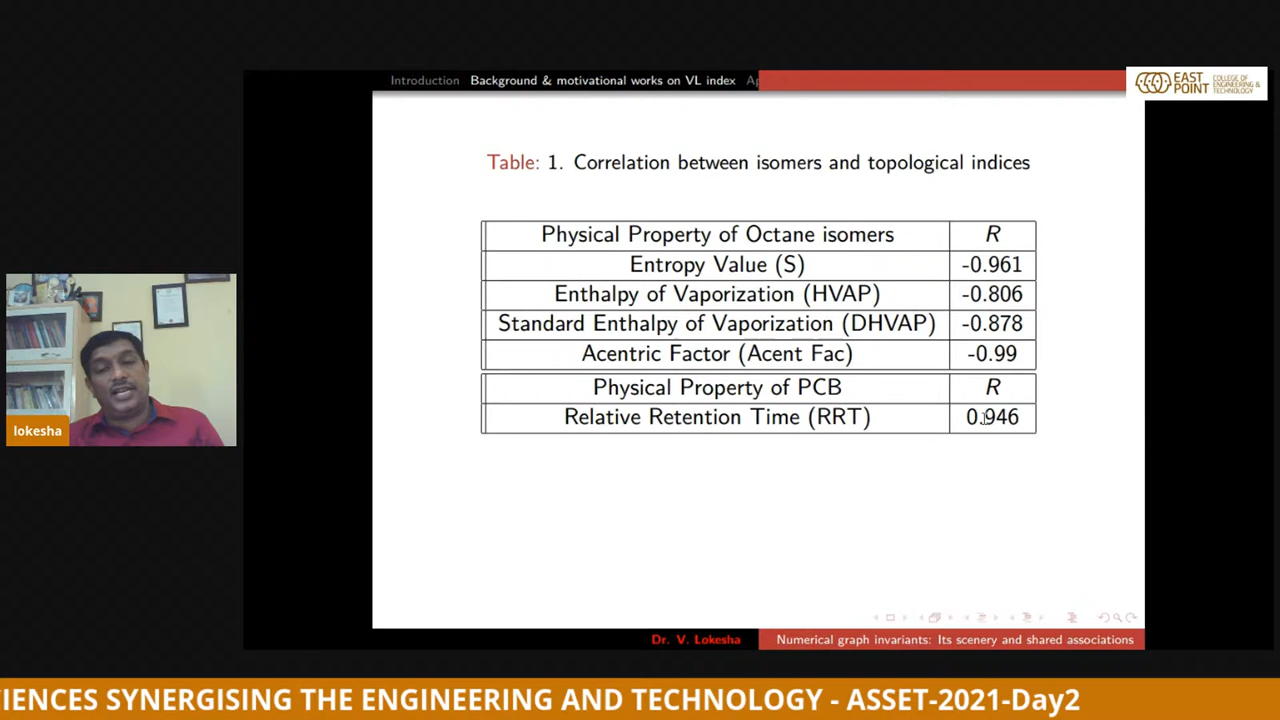 Introduction Background & motivational works on VL index
EAST POINT
COLLEGE OF ENGINEERING & TECHNOLOGY
Table: 1. Correlation between isomers and topological indices
Physical Property of Octane isomers R
Entropy Value (S) -0.961
Enthalpy of Vaporization (HVAP) -0.806
Standard Enthalpy of Vaporization (DHVAP) -0.878
Acentric Factor (Acent Fac) -0.99
Physical Property of PCB R
Relative Retention Time (RRT) 0.946
lokesha
Dr. V. Lokesha Numerical graph invariants: Its scenery and shared associations
CIENCES SYNERGISING THE ENGINEERING AND TECHNOLOGY - ASSET-2021-Day2